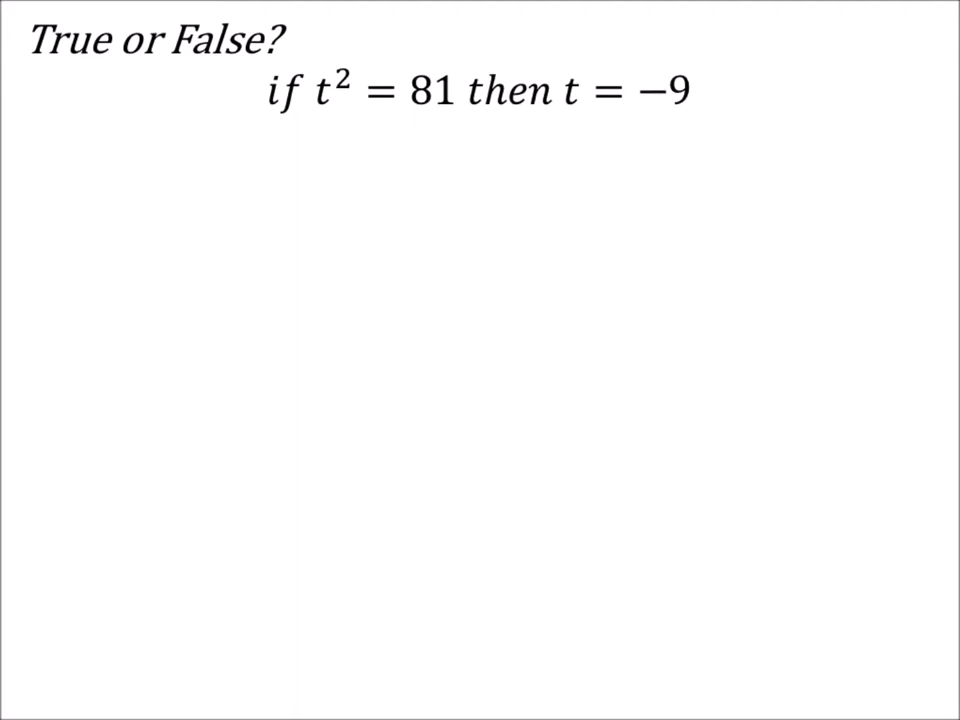 True or False?
if t² = 81 then t = −9